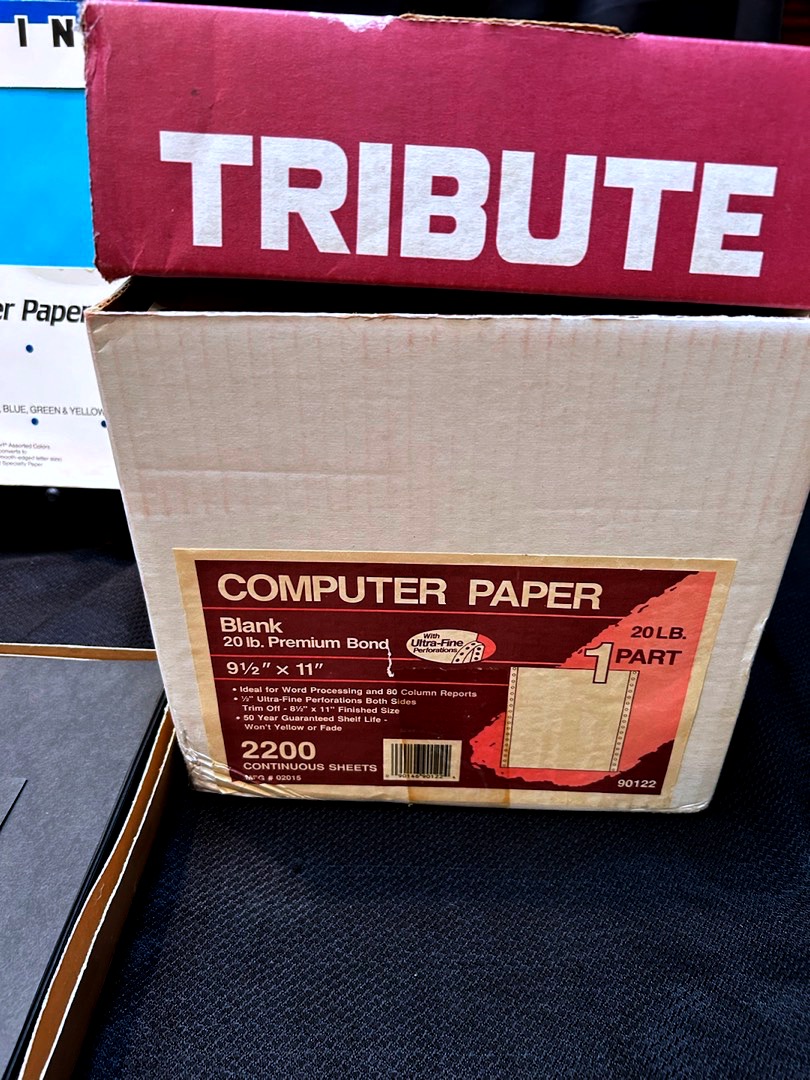 IN
TRIBUTE
er Paper
BLUE, GREEN & YELLOW
Assorted Colors
COMPUTER PAPER
Blank
20 lb. Premium Bond
With
Ultra-Fine
Perforations
9½" x 11"
20 LB.
1 PART
• Ideal for Word Processing and 80 Column Reports
• ½" Ultra-Fine Perforations Both Sides
Trim Off - 8½" x 11" Finished Size
• 50 Year Guaranteed Shelf Life -
Won't Yellow or Fade
2200
CONTINUOUS SHEETS
MFG # 02015
90122